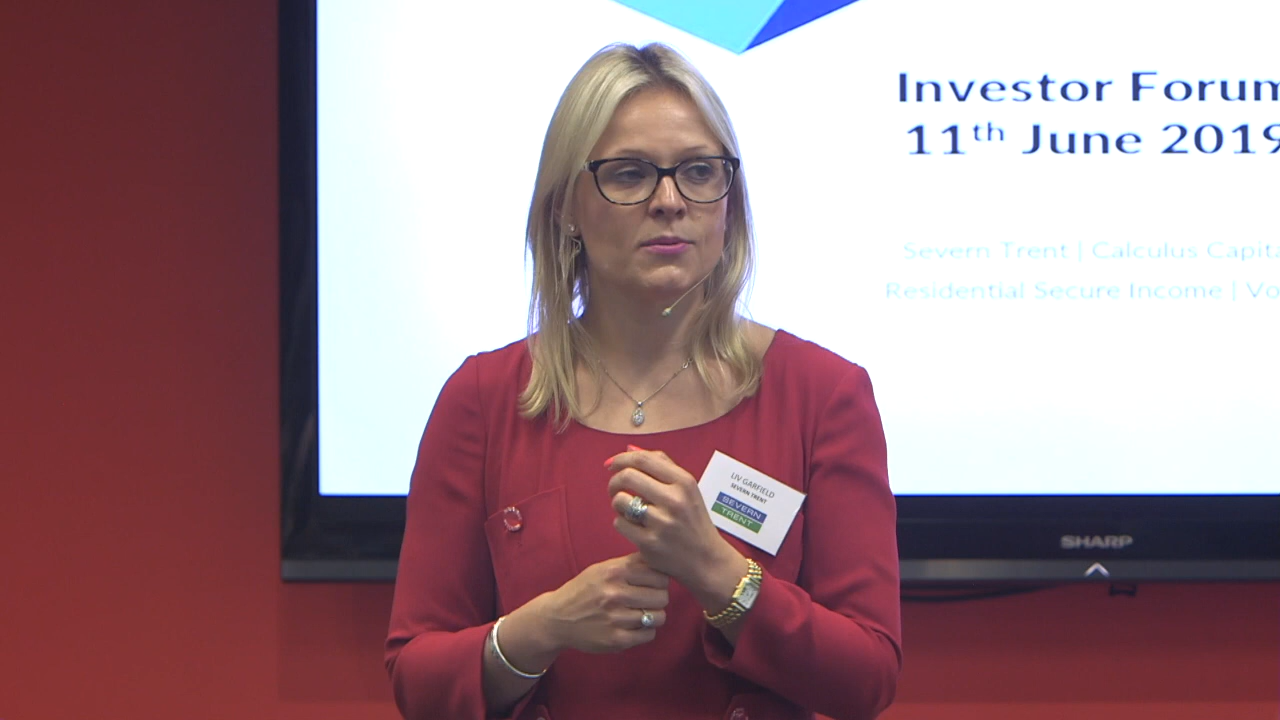 Investor Forum
11th June 2019
Severn Trent | Calculus Capita
Residential Secure Income | Vo
LIV GARFIELD
SEVERN TRENT
SEVERN
TRENT
SHARP